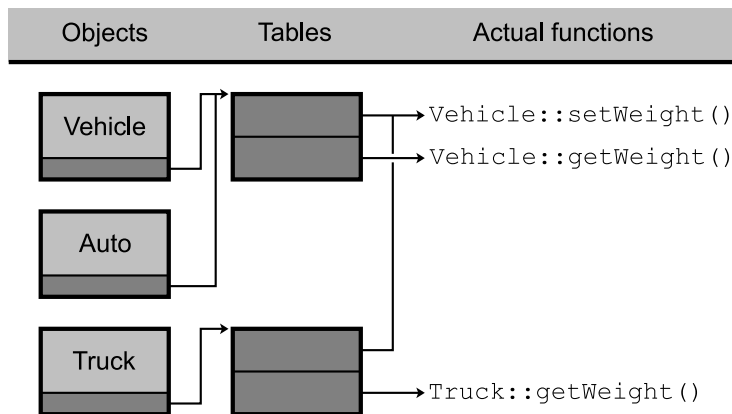 Objects Tables Actual functions
Vehicle
Vehicle::setWeight()
Vehicle::getWeight()
Auto
Truck
Truck::getWeight()